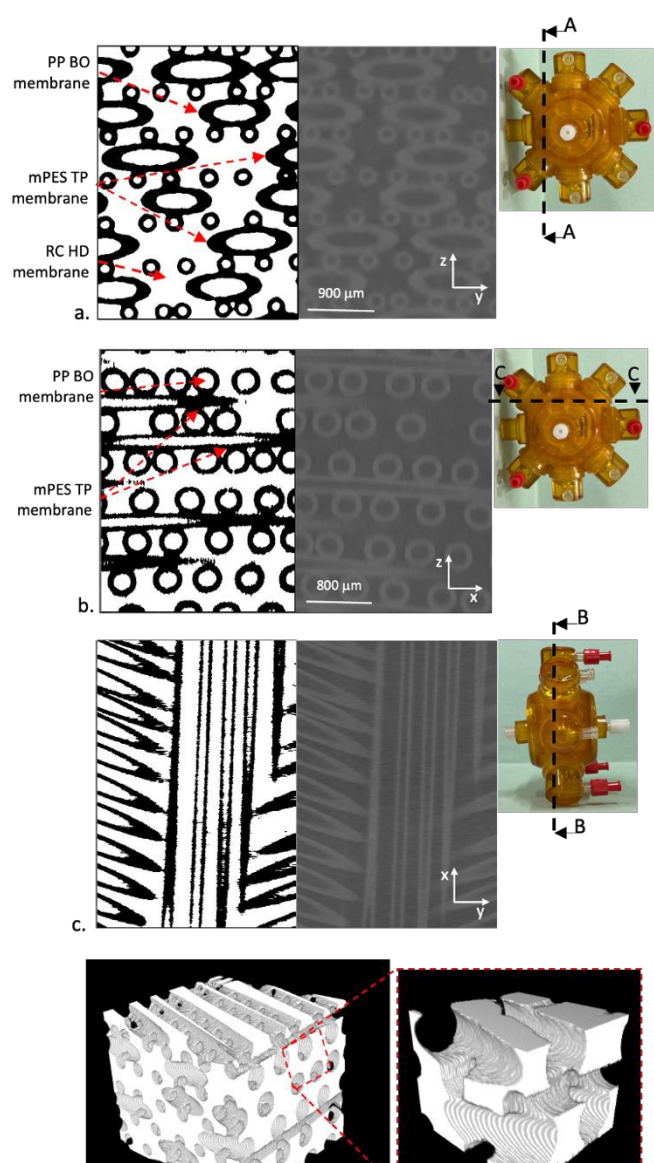 A
PP BO
membrane
mPES TP
membrane
A
RC HD
membrane
z
900 µm
y
a.
PP BO
membrane
C
C
mPES TP
membrane
z
800 µm
x
b.
B
x
B
y
c.